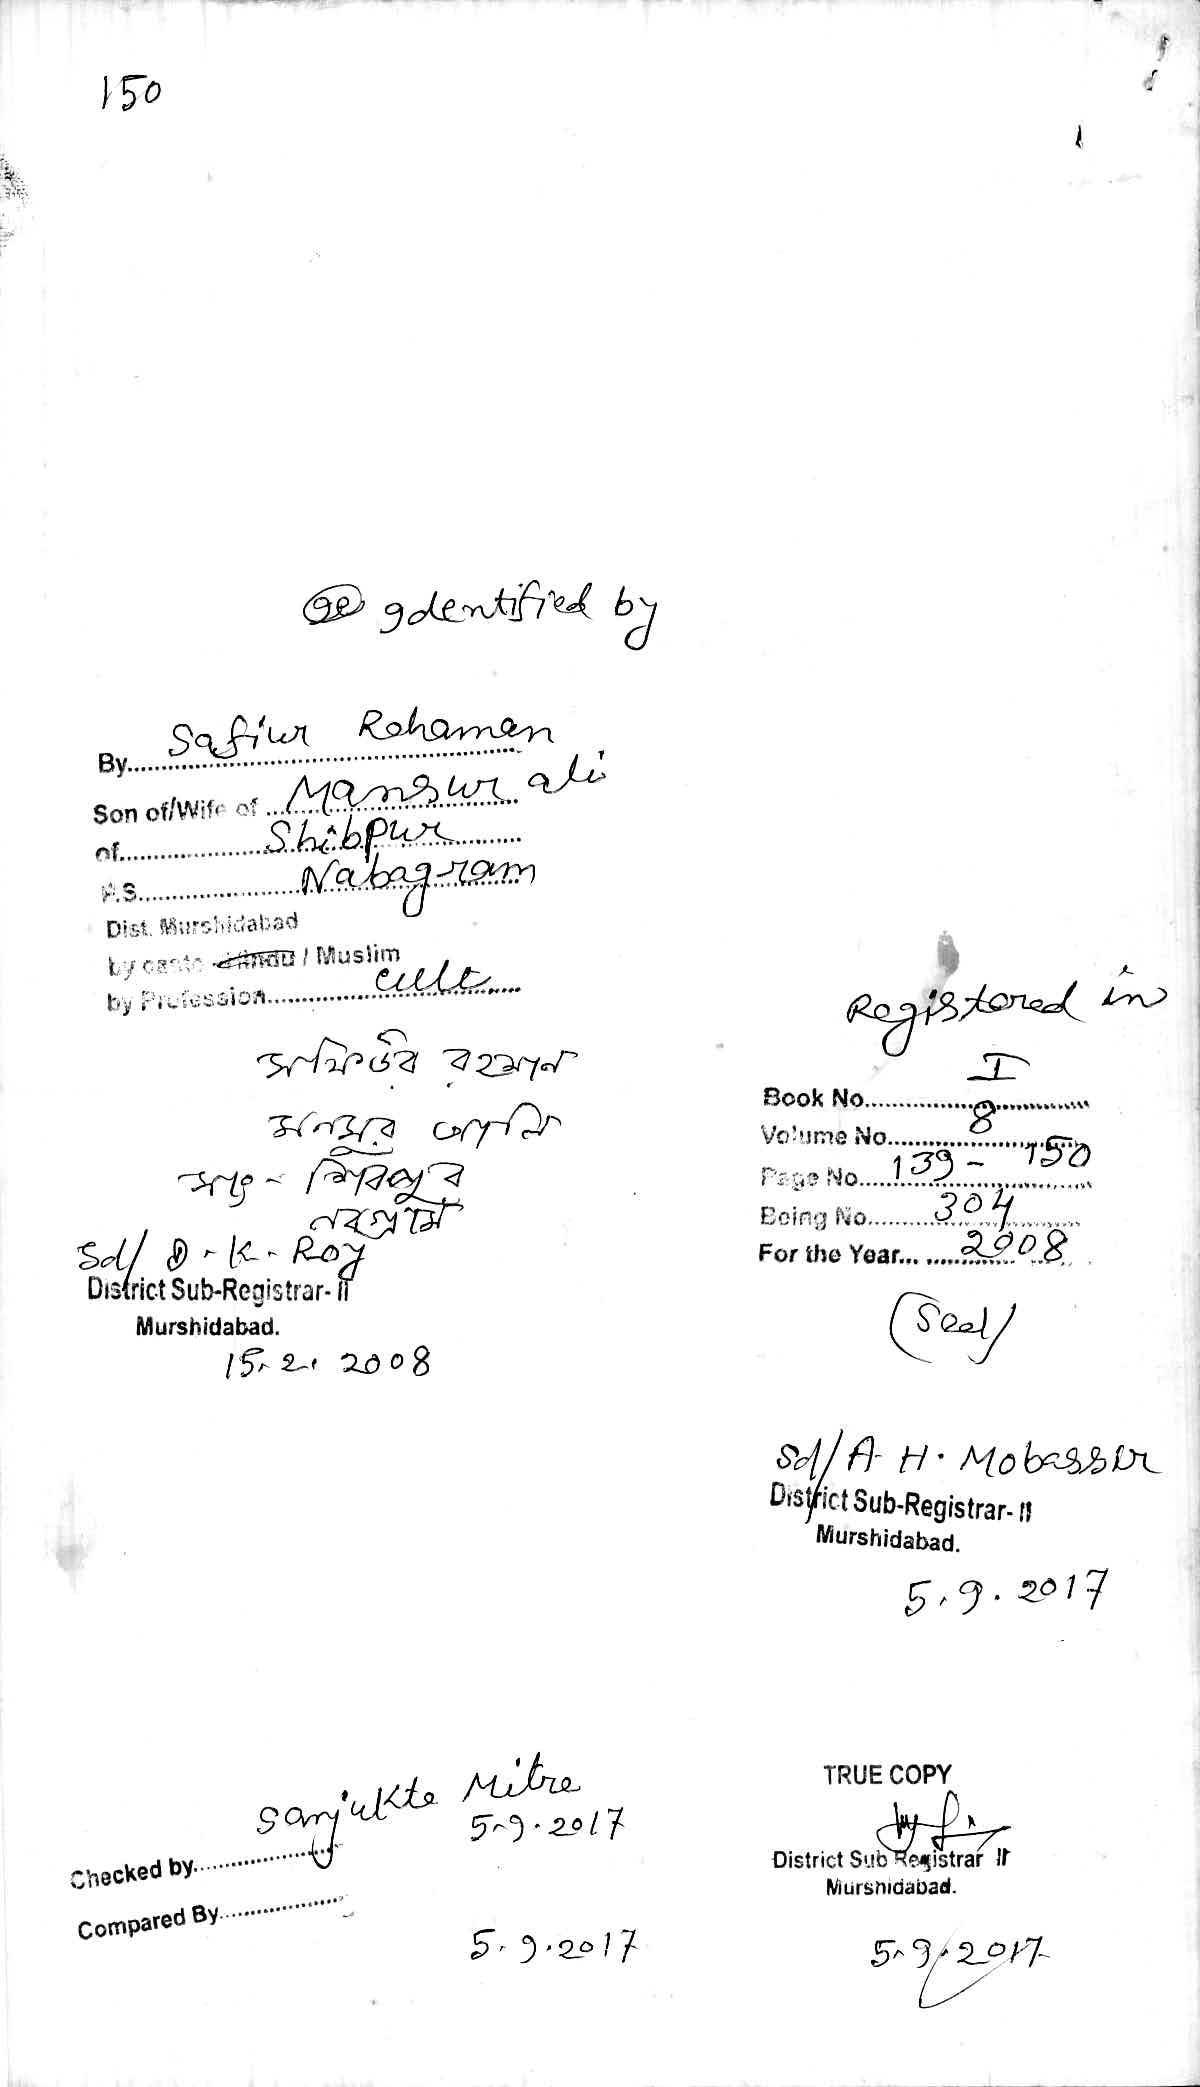 150
Identified by
By.......... Safiur Rohaman
Son of/Wife of .......... Mansur ali
of.......... Shibpur
P.S.......... Nabagram
Dist. Murshidabad
by caste Hindu / Muslim
by Profession.......... cult
সফিউর রহমান
মনসুর আলি
সাং - শিবপুর
নবগ্রাম
Sd/ D. K. Roy
District Sub-Registrar- II
Murshidabad.
15.2.2008
Registered in
Book No.......... I
Volume No.......... 8
Page No.......... 139 - 150
Being No.......... 304
For the Year.......... 2008
(Seal)
Sd/ A. H. Mobassir
District Sub-Registrar- II
Murshidabad.
5.9.2017
Sanjukta Mitra
5.9.2017
Checked by..........
Compared By..........
5.9.2017
TRUE COPY
District Sub Registrar II
Murshidabad.
5.9.2017